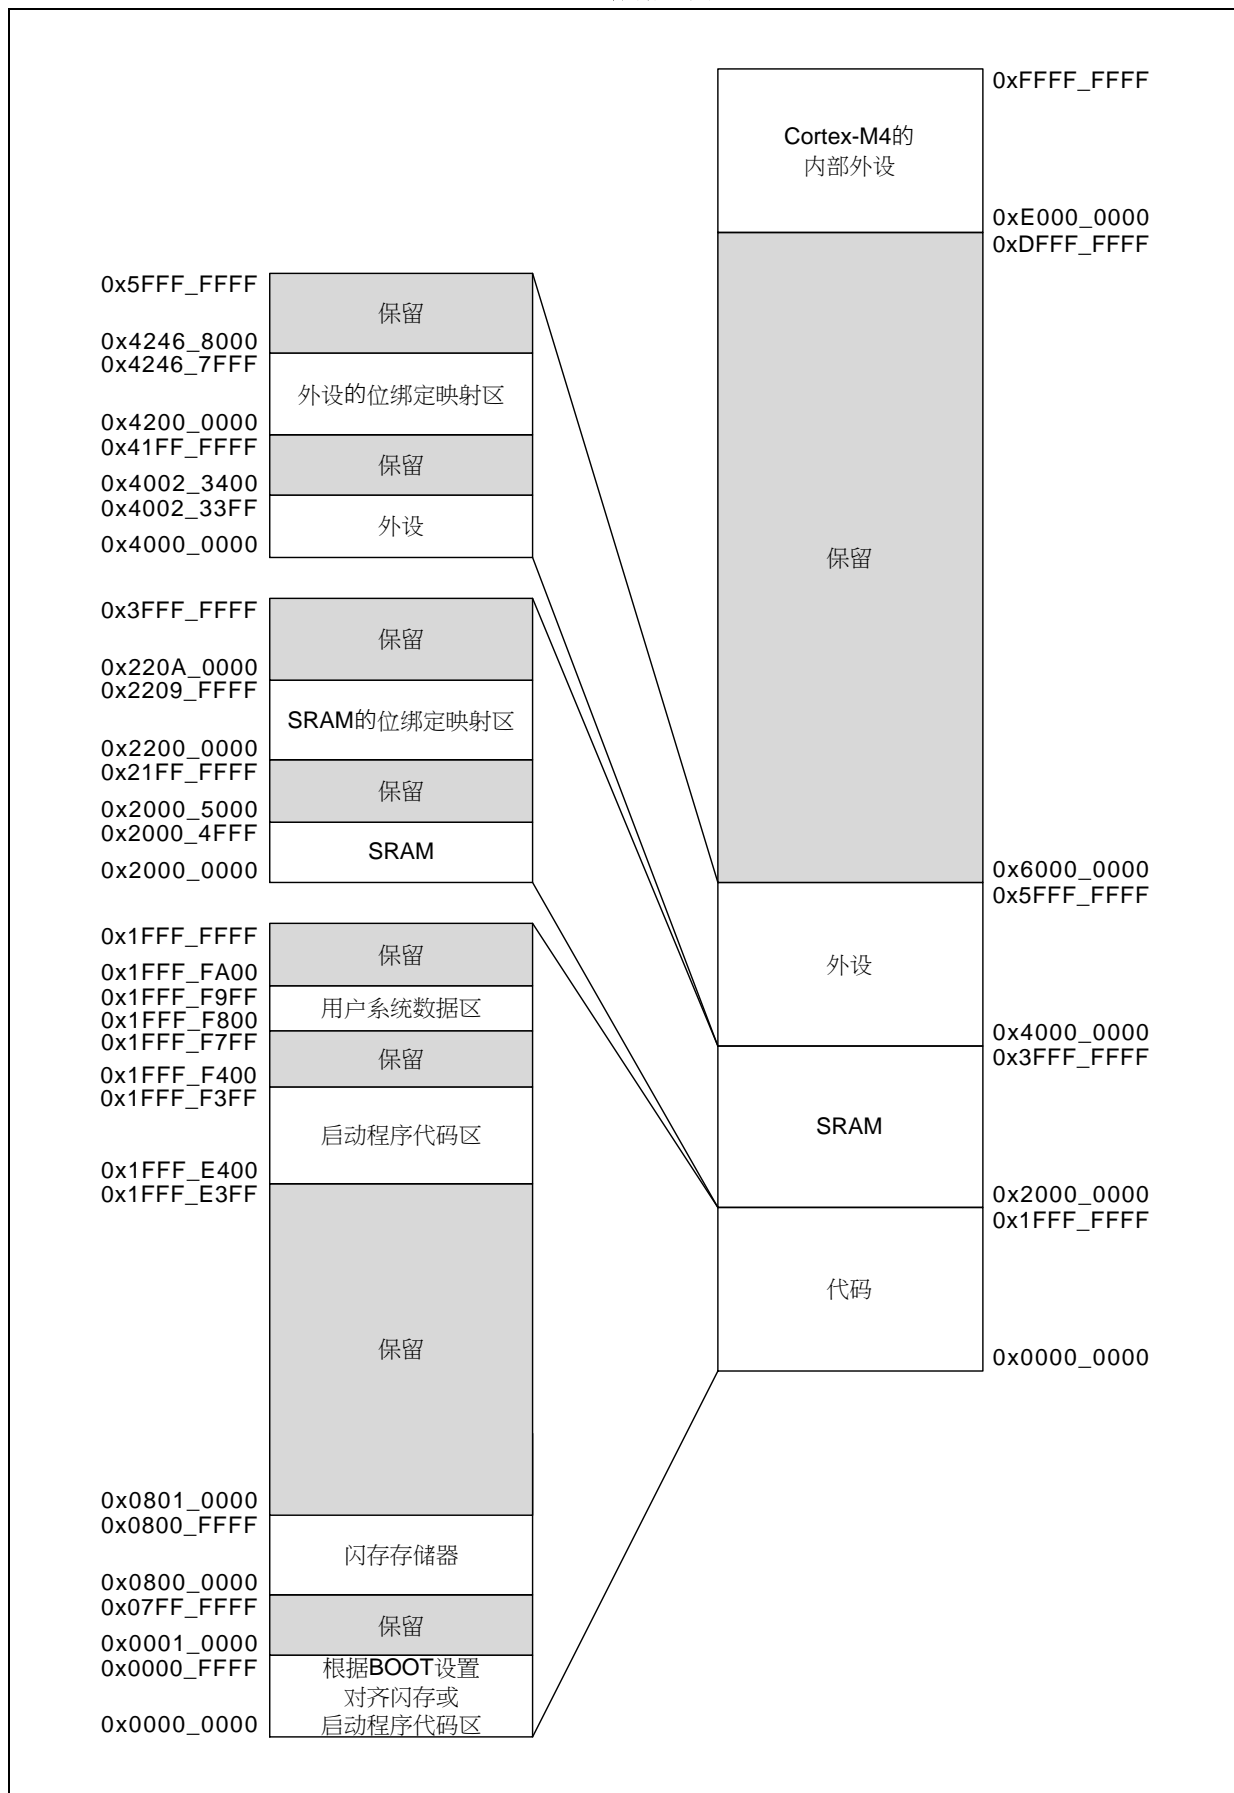 0x5FFF_FFFF
保留
0x4246_8000
0x4246_7FFF
外设的位绑定映射区
0x4200_0000
0x41FF_FFFF
保留
0x4002_3400
0x4002_33FF
外设
0x4000_0000
0x3FFF_FFFF
保留
0x220A_0000
0x2209_FFFF
SRAM的位绑定映射区
0x2200_0000
0x21FF_FFFF
保留
0x2000_5000
0x2000_4FFF
SRAM
0x2000_0000
0x1FFF_FFFF
保留
0x1FFF_FA00
0x1FFF_F9FF
用户系统数据区
0x1FFF_F800
0x1FFF_F7FF
保留
0x1FFF_F400
0x1FFF_F3FF
启动程序代码区
0x1FFF_E400
0x1FFF_E3FF
保留
0x0801_0000
0x0800_FFFF
闪存存储器
0x0800_0000
0x07FF_FFFF
保留
0x0001_0000
0x0000_FFFF
根据BOOT设置
对齐闪存或
启动程序代码区
0x0000_0000
0xFFFF_FFFF
Cortex-M4的
内部外设
0xE000_0000
0xDFFF_FFFF
保留
0x6000_0000
0x5FFF_FFFF
外设
0x4000_0000
0x3FFF_FFFF
SRAM
0x2000_0000
0x1FFF_FFFF
代码
0x0000_0000